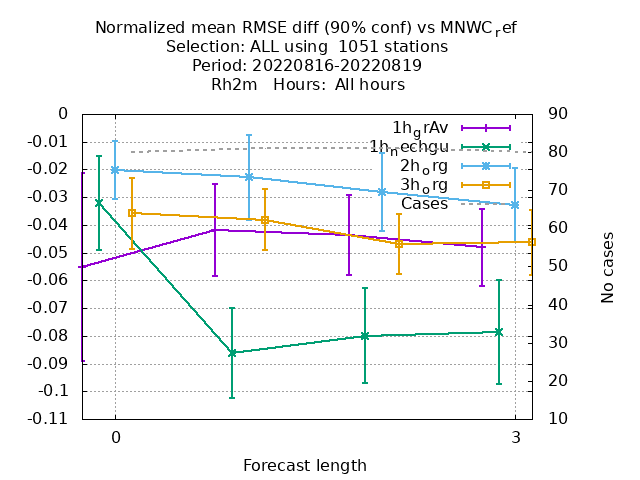 Normalized mean RMSE diff (90% conf) vs MNWC_ref
Selection: ALL using  1051 stations
Period: 20220816-20220819
Rh2m   Hours:  All hours
0
-0.01
-0.02
-0.03
-0.04
-0.05
-0.06
-0.07
-0.08
-0.09
-0.1
-0.11
90
80
70
60
50
40
30
20
10
1h_grAv
1h_nechgu
2h_org
3h_org
Cases
No cases
0
3
Forecast length